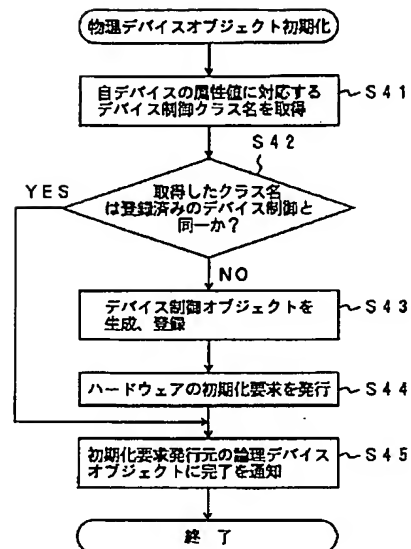 物理デバイスオブジェクト初期化
自デバイスの属性値に対応する
デバイス制御クラス名を取得
S41
S42
YES
取得したクラス名
は登録済みのデバイス制御と
同一か?
NO
デバイス制御オブジェクトを
生成、登録
S43
ハードウェアの初期化要求を発行
S44
初期化要求発行元の論理デバイス
オブジェクトに完了を通知
S45
終 了